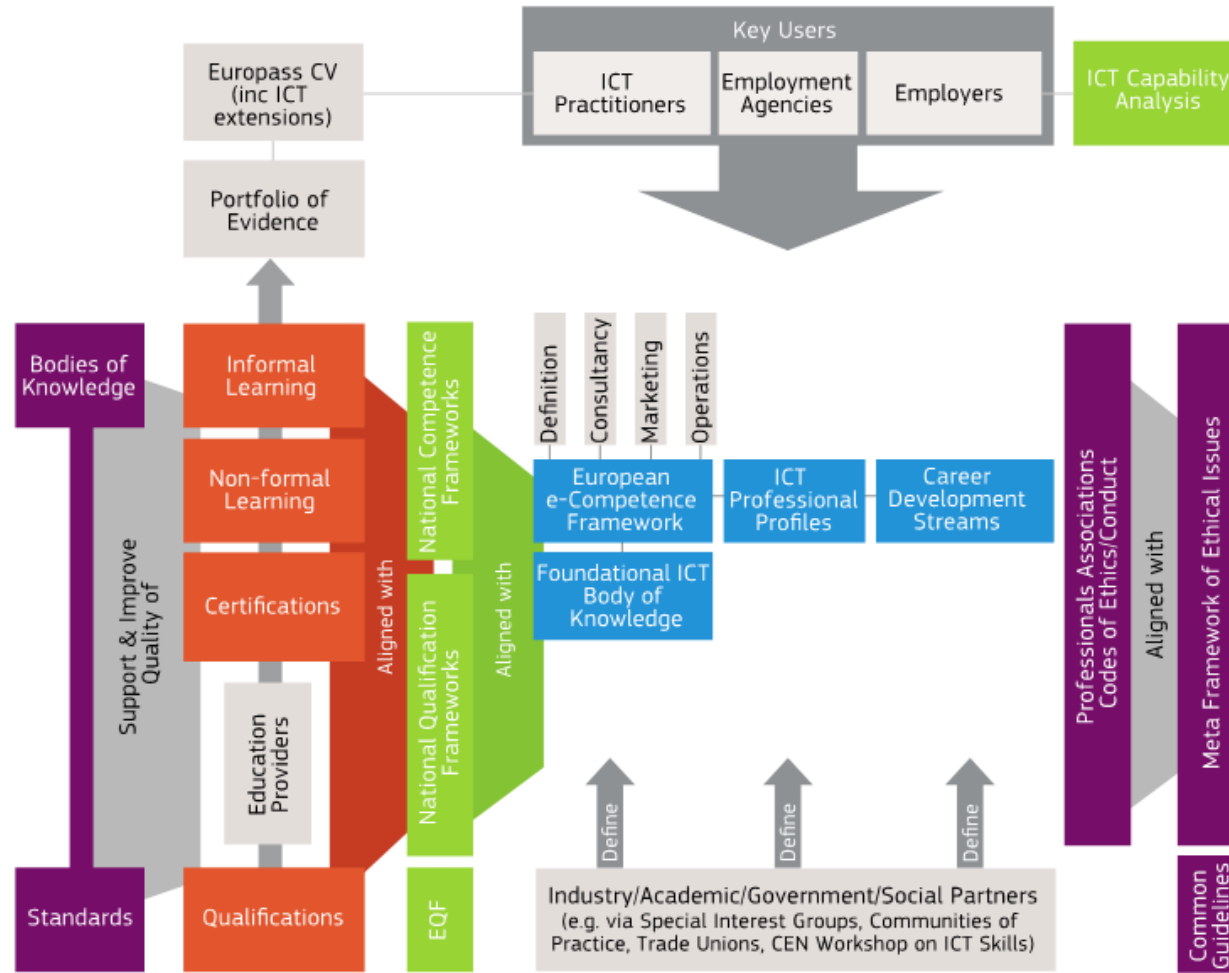 Key Users
Europass CV
(inc ICT
extensions)
ICT
Practitioners
Employment
Agencies
Employers
ICT Capability
Analysis
Portfolio of
Evidence
Bodies of
Knowledge
Support & Improve
Quality of
Standards
Informal
Learning
Non-formal
Learning
Certifications
Education
Providers
Qualifications
Aligned with
National Competence
Frameworks
National Qualification
Frameworks
EQF
Aligned with
Definition
Consultancy
Marketing
Operations
European
e-Competence
Framework
ICT
Professional
Profiles
Career
Development
Streams
Foundational ICT
Body of
Knowledge
Define
Define
Define
Industry/Academic/Government/Social Partners
(e.g. via Special Interest Groups, Communities of
Practice, Trade Unions, CEN Workshop on ICT Skills)
Professionals Associations
Codes of Ethics/Conduct
Aligned with
Meta Framework of Ethical Issues
Common
Guidelines